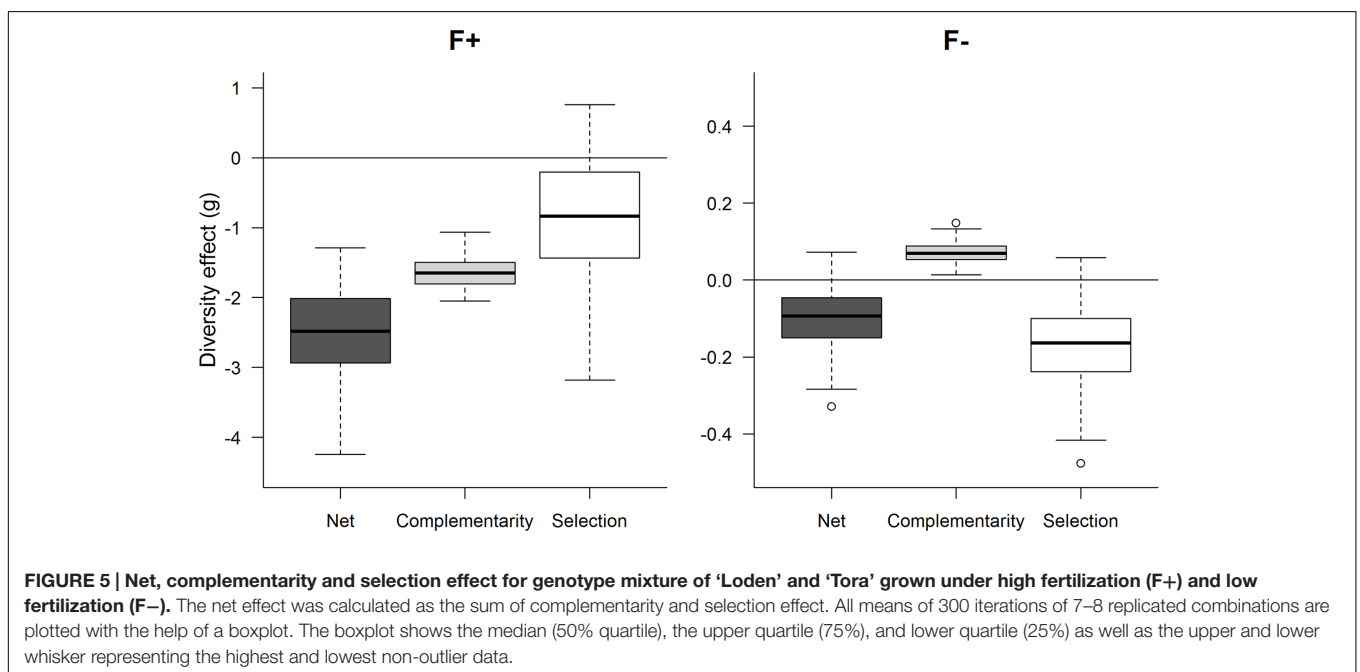 F+
F-
Diversity effect (g)
1
0
-1
-2
-3
-4
Net
Complementarity
Selection
0.4
0.2
0.0
-0.2
-0.4
Net
Complementarity
Selection
FIGURE 5 | Net, complementarity and selection effect for genotype mixture of ‘Loden’ and ‘Tora’ grown under high fertilization (F+) and low
fertilization (F−). The net effect was calculated as the sum of complementarity and selection effect. All means of 300 iterations of 7–8 replicated combinations are
plotted with the help of a boxplot. The boxplot shows the median (50% quartile), the upper quartile (75%), and lower quartile (25%) as well as the upper and lower
whisker representing the highest and lowest non-outlier data.